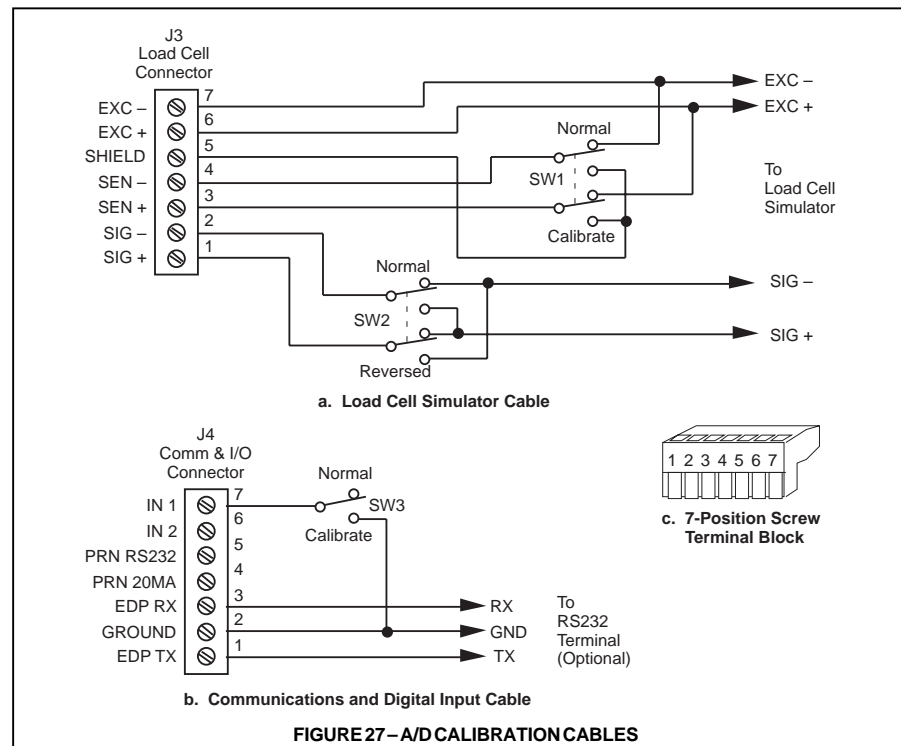 J3
Load Cell
Connector
EXC –
EXC +
SHIELD
SEN –
SEN +
SIG –
SIG +
7
6
5
4
3
2
1
Normal
SW1
Calibrate
EXC –
EXC +
To
Load Cell
Simulator
Normal
SW2
Reversed
SIG –
SIG +
a. Load Cell Simulator Cable
J4
Comm & I/O
Connector
IN 1
IN 2
PRN RS232
PRN 20MA
EDP RX
GROUND
EDP TX
7
6
5
4
3
2
1
Normal
SW3
Calibrate
RX
GND
TX
To
RS232
Terminal
(Optional)
b. Communications and Digital Input Cable
1 2 3 4 5 6 7
c. 7-Position Screw
Terminal Block
FIGURE 27 – A/D CALIBRATION CABLES